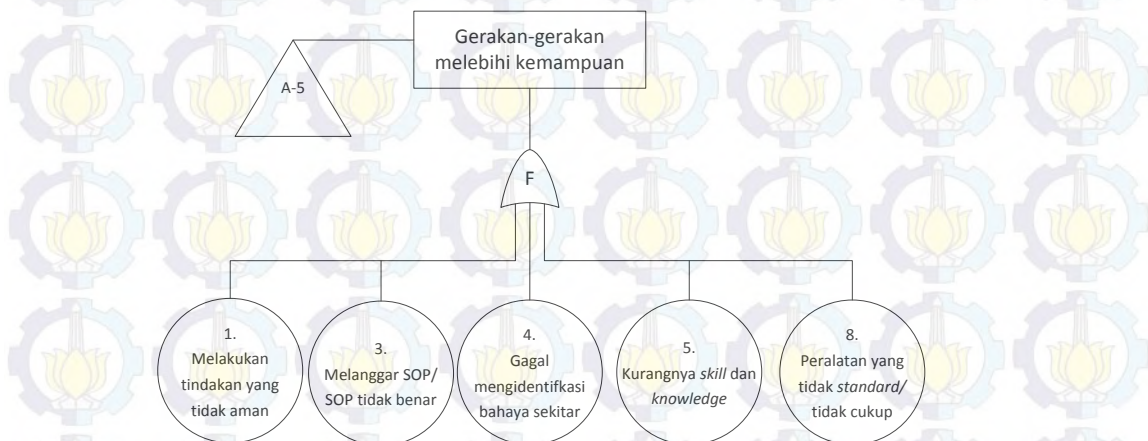 Gerakan-gerakan
melebihi kemampuan
A-5
F
1.
Melakukan
tindakan yang
tidak aman
3.
Melanggar SOP/
SOP tidak benar
4.
Gagal
mengidentifkasi
bahaya sekitar
5.
Kurangnya skill dan
knowledge
8.
Peralatan yang
tidak standard/
tidak cukup